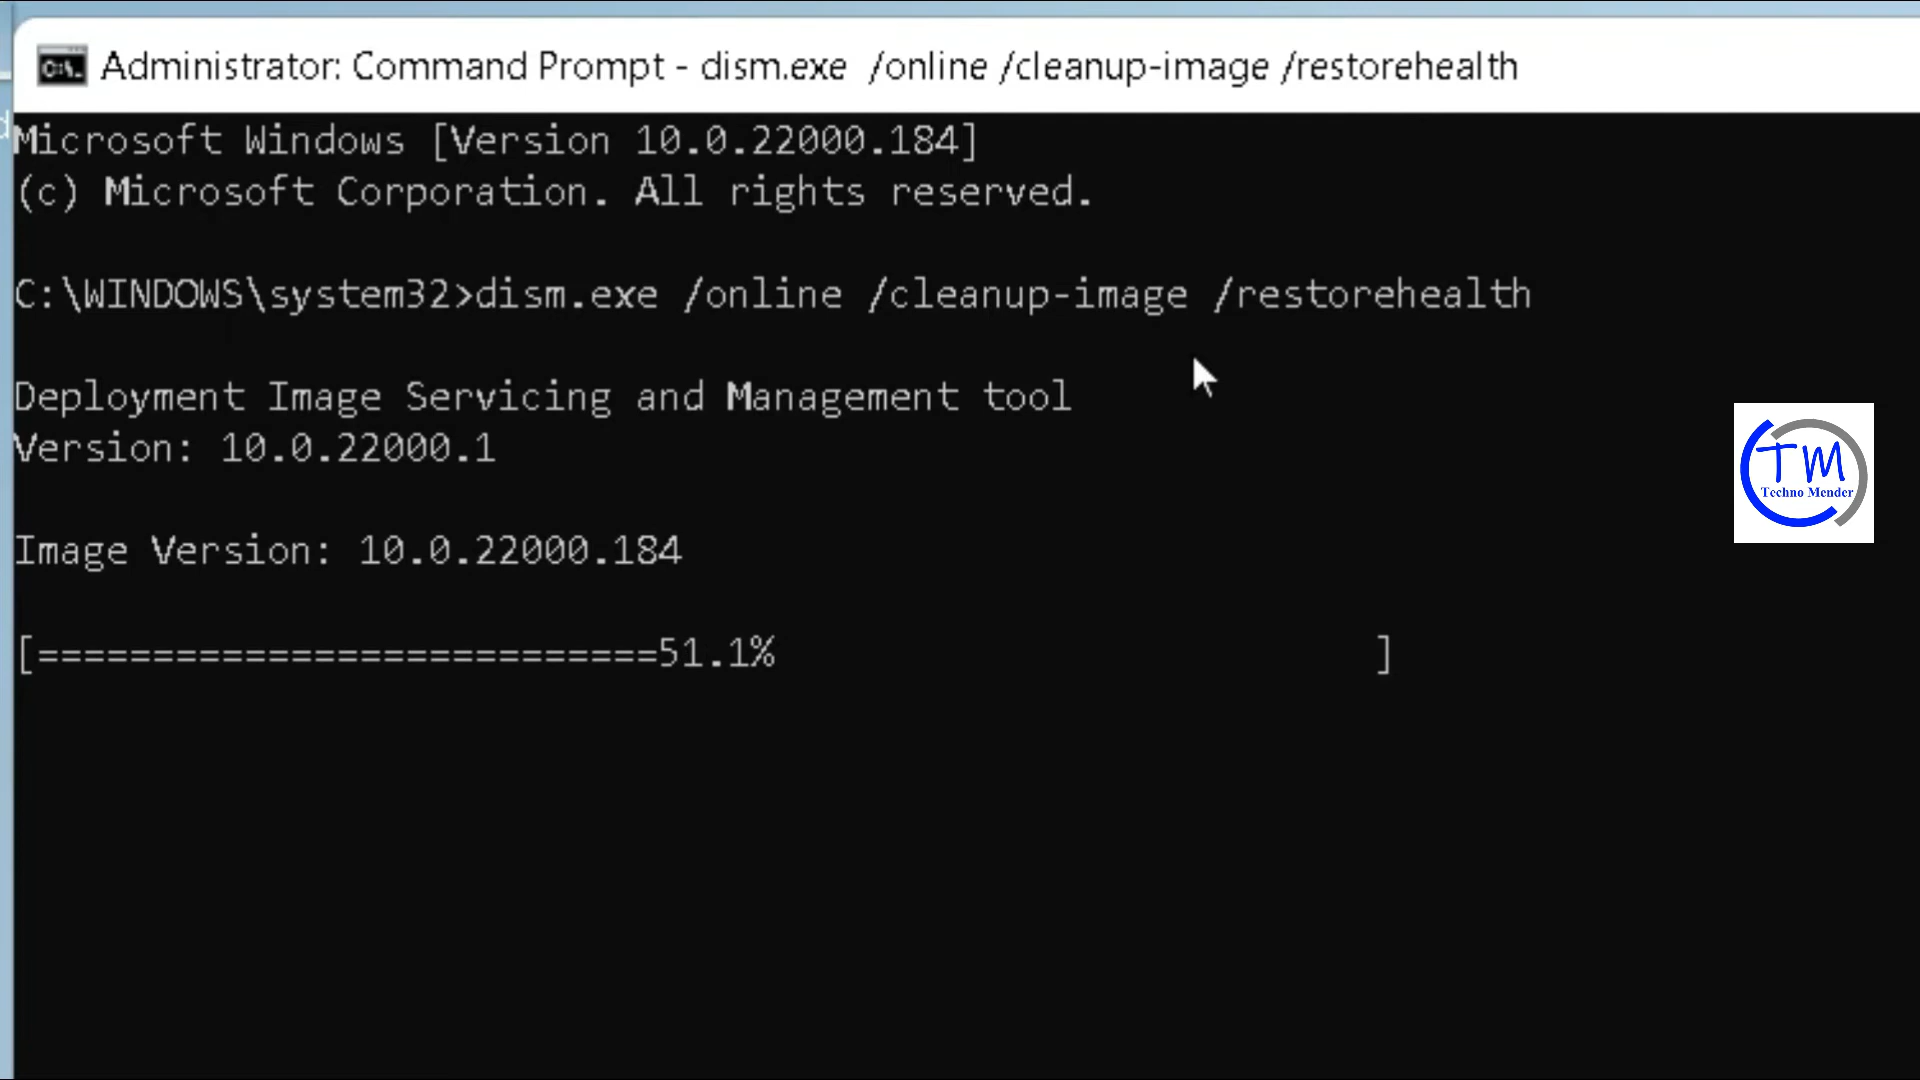 Administrator: Command Prompt - dism.exe  /online /cleanup-image /restorehealth
Microsoft Windows [Version 10.0.22000.184]
(c) Microsoft Corporation. All rights reserved.
C:\WINDOWS\system32>dism.exe /online /cleanup-image /restorehealth
Deployment Image Servicing and Management tool
Version: 10.0.22000.1
TM
Techno Mender
Image Version: 10.0.22000.184
[===========================51.1%                          ]